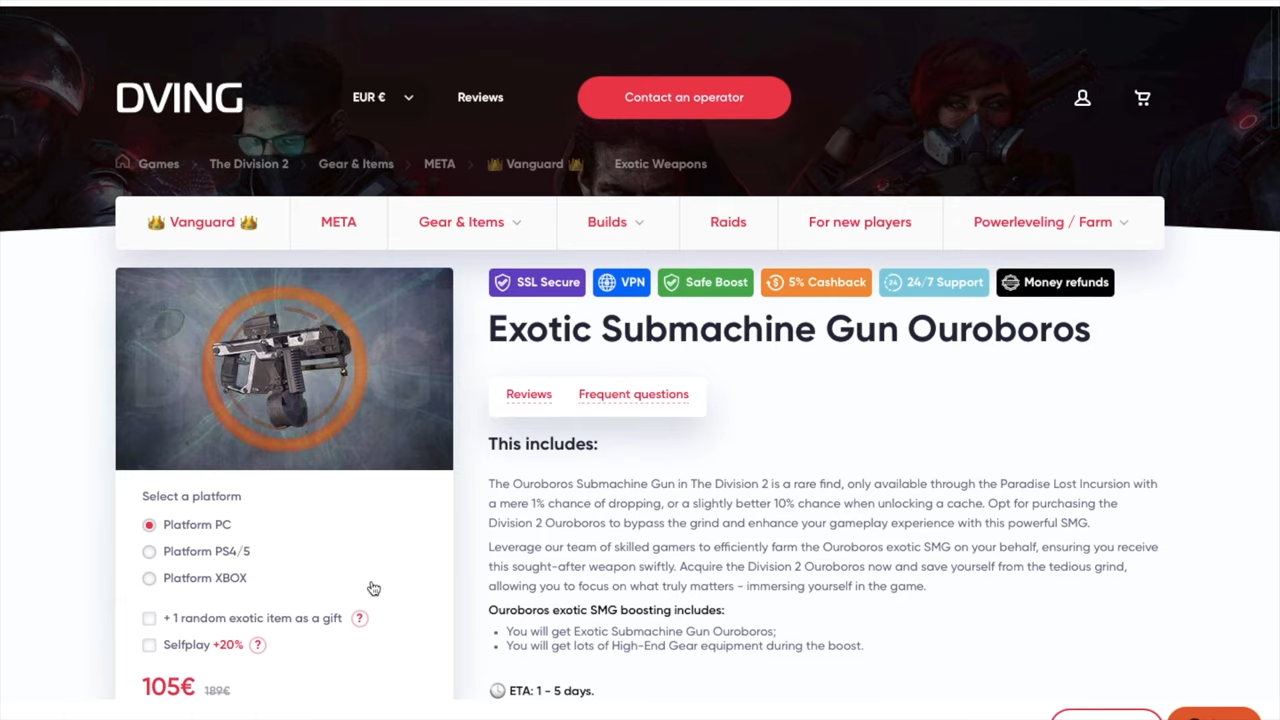 DVING
EUR €
Reviews
Contact an operator
Games
The Division 2
Gear & Items
META
Vanguard
Exotic Weapons
Vanguard
META
Gear & Items
Builds
Raids
For new players
Powerleveling / Farm
SSL Secure
VPN
Safe Boost
5% Cashback
24/7 Support
Money refunds
Exotic Submachine Gun Ouroboros
Reviews
Frequent questions
This includes:
The Ouroboros Submachine Gun in The Division 2 is a rare find, only available through the Paradise Lost Incursion with
a mere 1% chance of dropping, or a slightly better 10% chance when unlocking a cache. Opt for purchasing the
Division 2 Ouroboros to bypass the grind and enhance your gameplay experience with this powerful SMG.
Leverage our team of skilled gamers to efficiently farm the Ouroboros exotic SMG on your behalf, ensuring you receive
this sought-after weapon swiftly. Acquire the Division 2 Ouroboros now and save yourself from the tedious grind,
allowing you to focus on what truly matters - immersing yourself in the game.
Ouroboros exotic SMG boosting includes:
• You will get Exotic Submachine Gun Ouroboros;
• You will get lots of High-End Gear equipment during the boost.
ETA: 1 - 5 days.
Select a platform
Platform PC
Platform PS4/5
Platform XBOX
+ 1 random exotic item as a gift ?
Selfplay +20% ?
105€ 189€